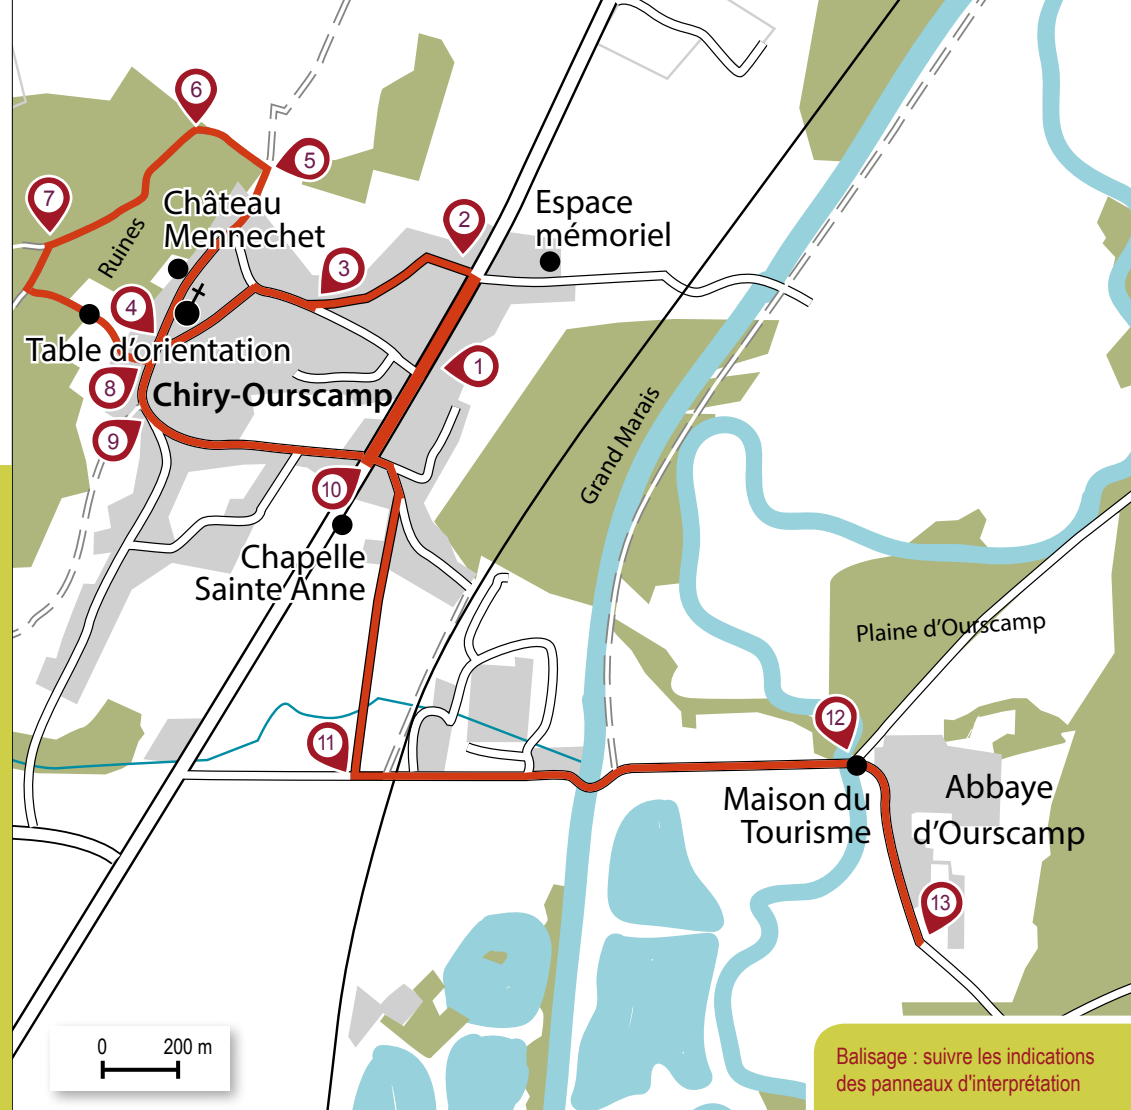 6
5
7
Château
Mennechet
Ruines
2
Espace
mémoriel
3
4
Table d'orientation
1
8
Chiry-Ourscamp
9
Grand Marais
10
Chapelle
Sainte Anne
Plaine d'Ourscamp
12
11
Maison du
Tourisme
Abbaye
d'Ourscamp
13
0 200 m
Balisage : suivre les indications
des panneaux d'interprétation